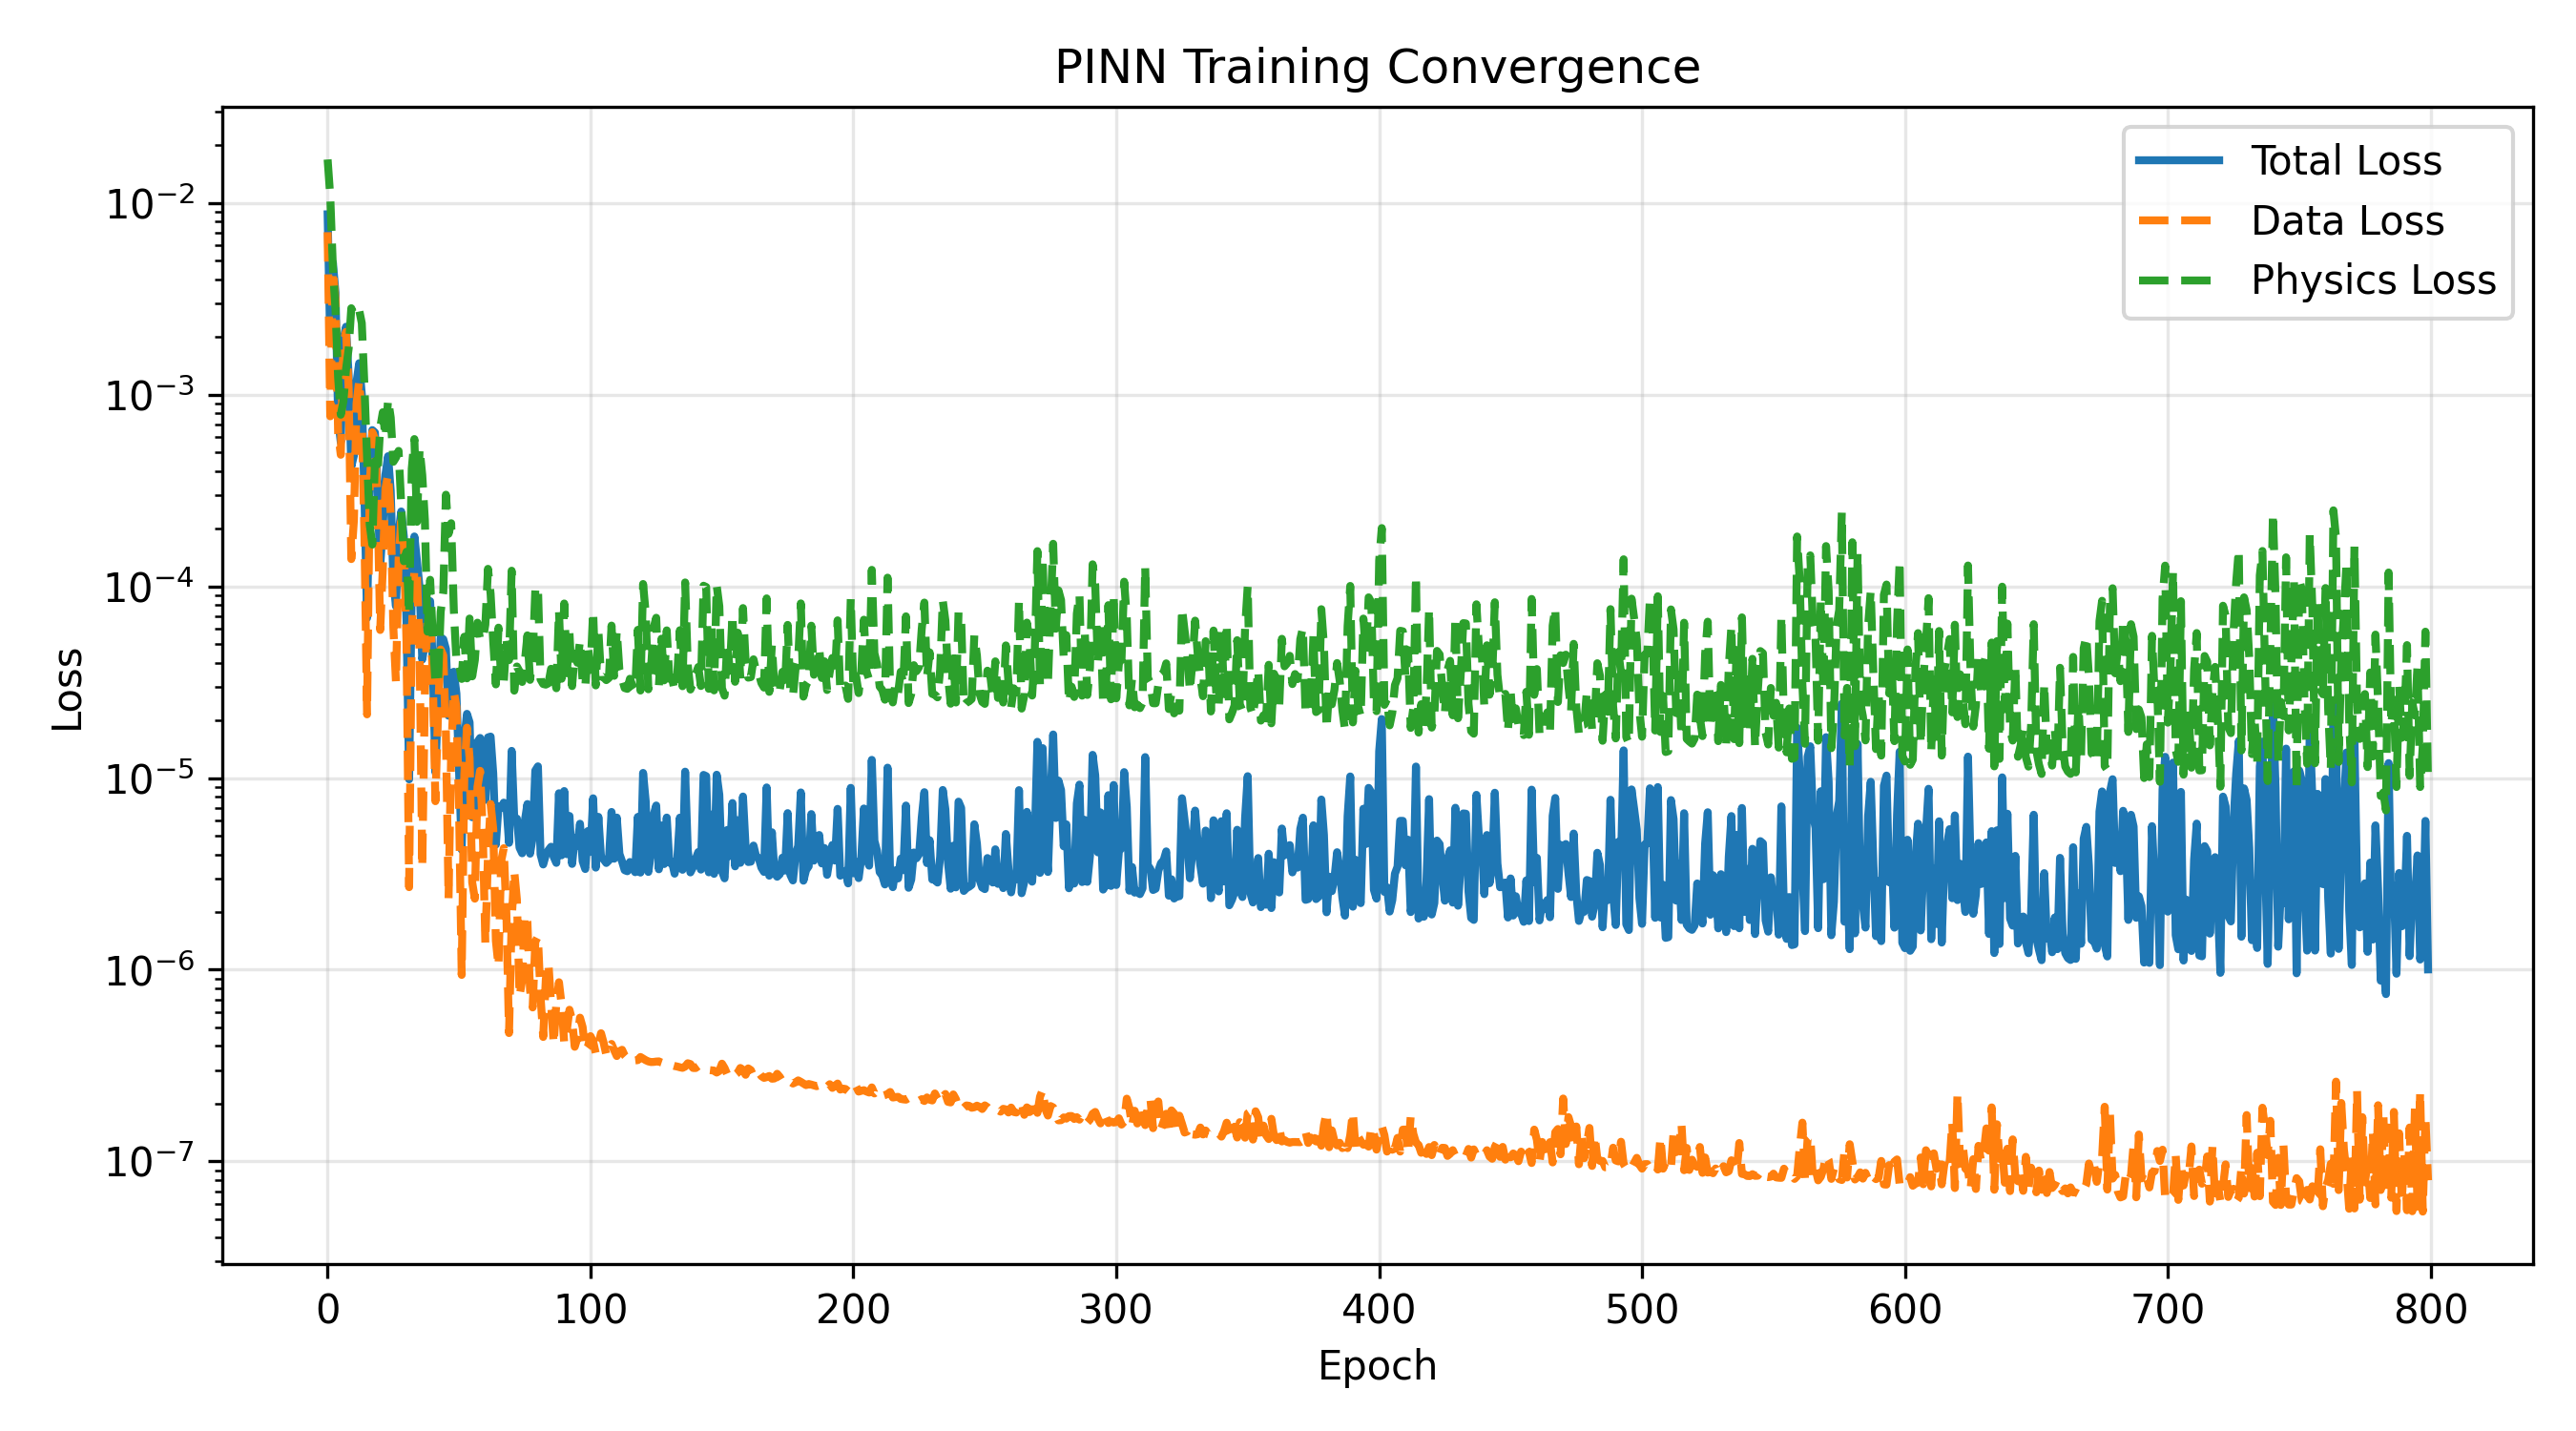 PINN Training Convergence
Total Loss
Data Loss
Physics Loss
10⁻²
10⁻³
10⁻⁴
10⁻⁵
10⁻⁶
10⁻⁷
Loss
0 100 200 300 400 500 600 700 800
Epoch